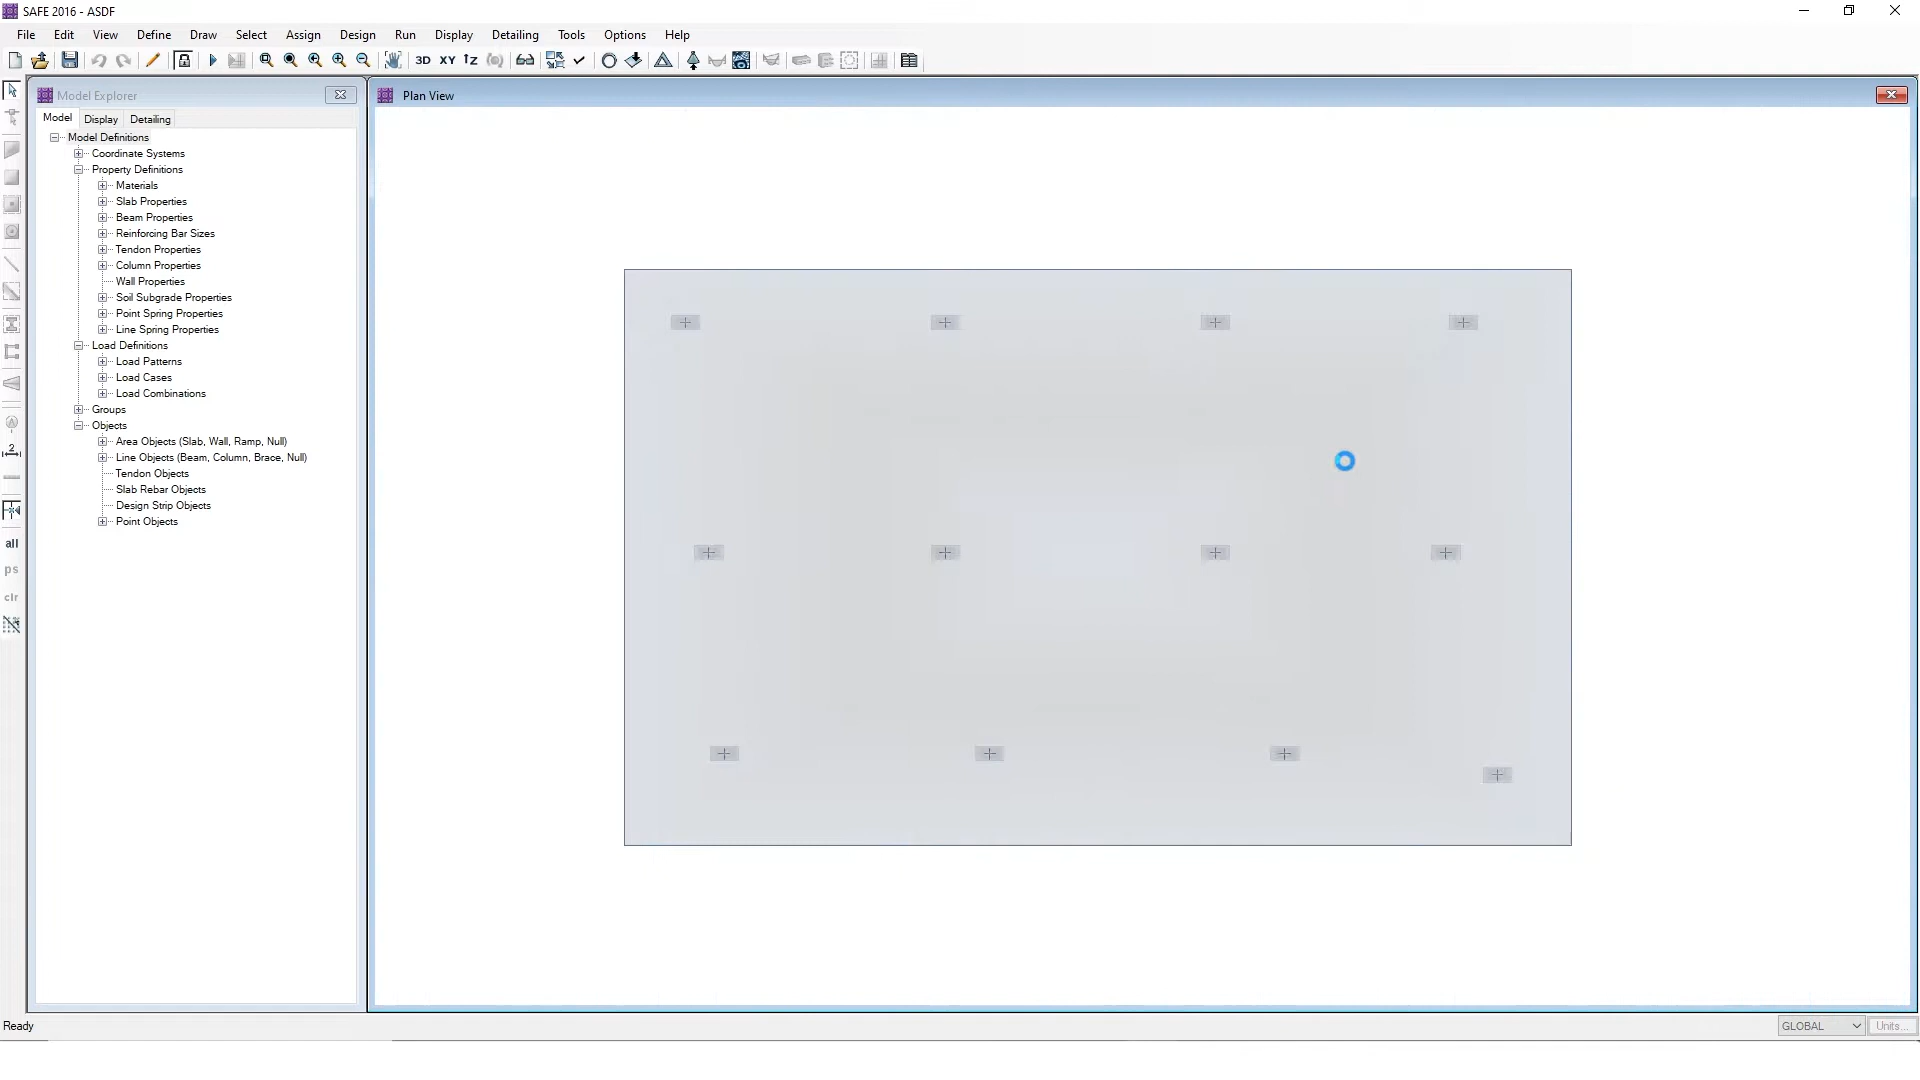 SAFE 2016 - ASDF
File Edit View Define Draw Select Assign Design Run Display Detailing Tools Options Help
3D XY
Model Explorer
Plan View
Model Display Detailing
Model Definitions
Coordinate Systems
Property Definitions
Materials
Slab Properties
Beam Properties
Reinforcing Bar Sizes
Tendon Properties
Column Properties
Wall Properties
Soil Subgrade Properties
Point Spring Properties
Line Spring Properties
Load Definitions
Load Patterns
Load Cases
Load Combinations
Groups
Objects
Area Objects (Slab, Wall, Ramp, Null)
Line Objects (Beam, Column, Brace, Null)
Tendon Objects
Slab Rebar Objects
Design Strip Objects
Point Objects
2
all
ps
clr
Ready
GLOBAL
Units...